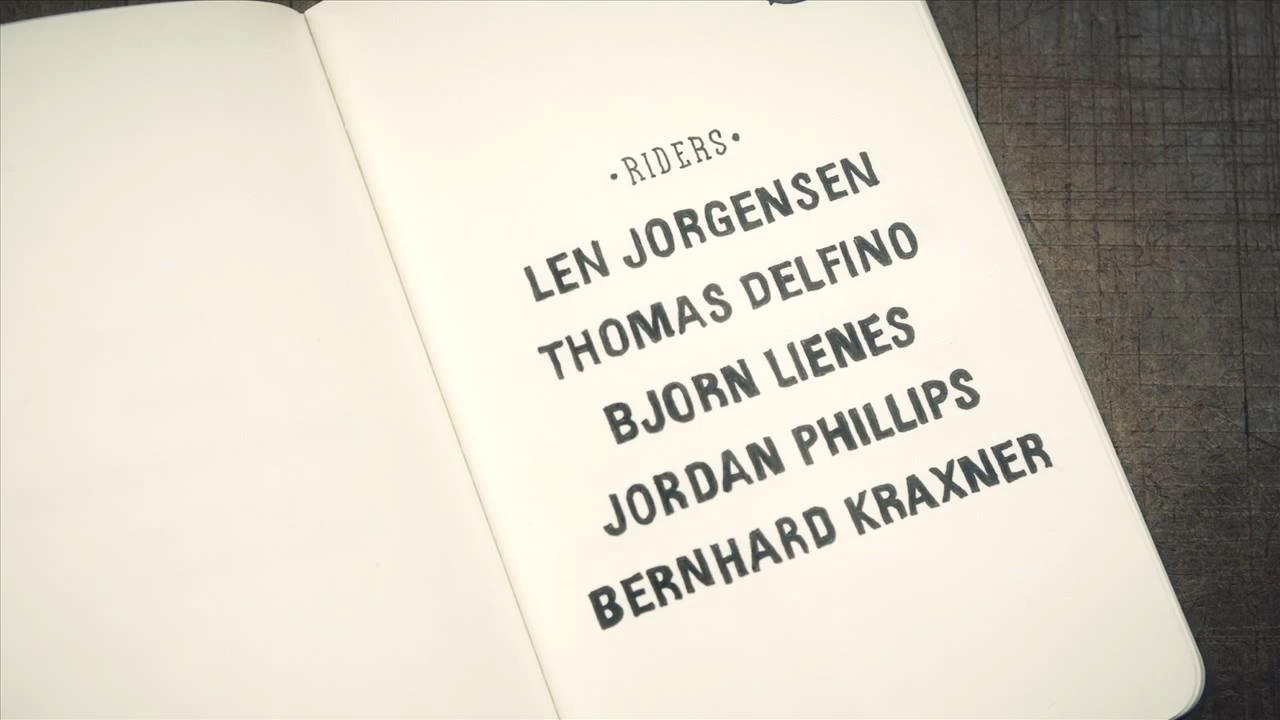 ·RIDERS·
LEN JORGENSEN
THOMAS DELFINO
BJORN LIENES
JORDAN PHILLIPS
BERNHARD KRAXNER